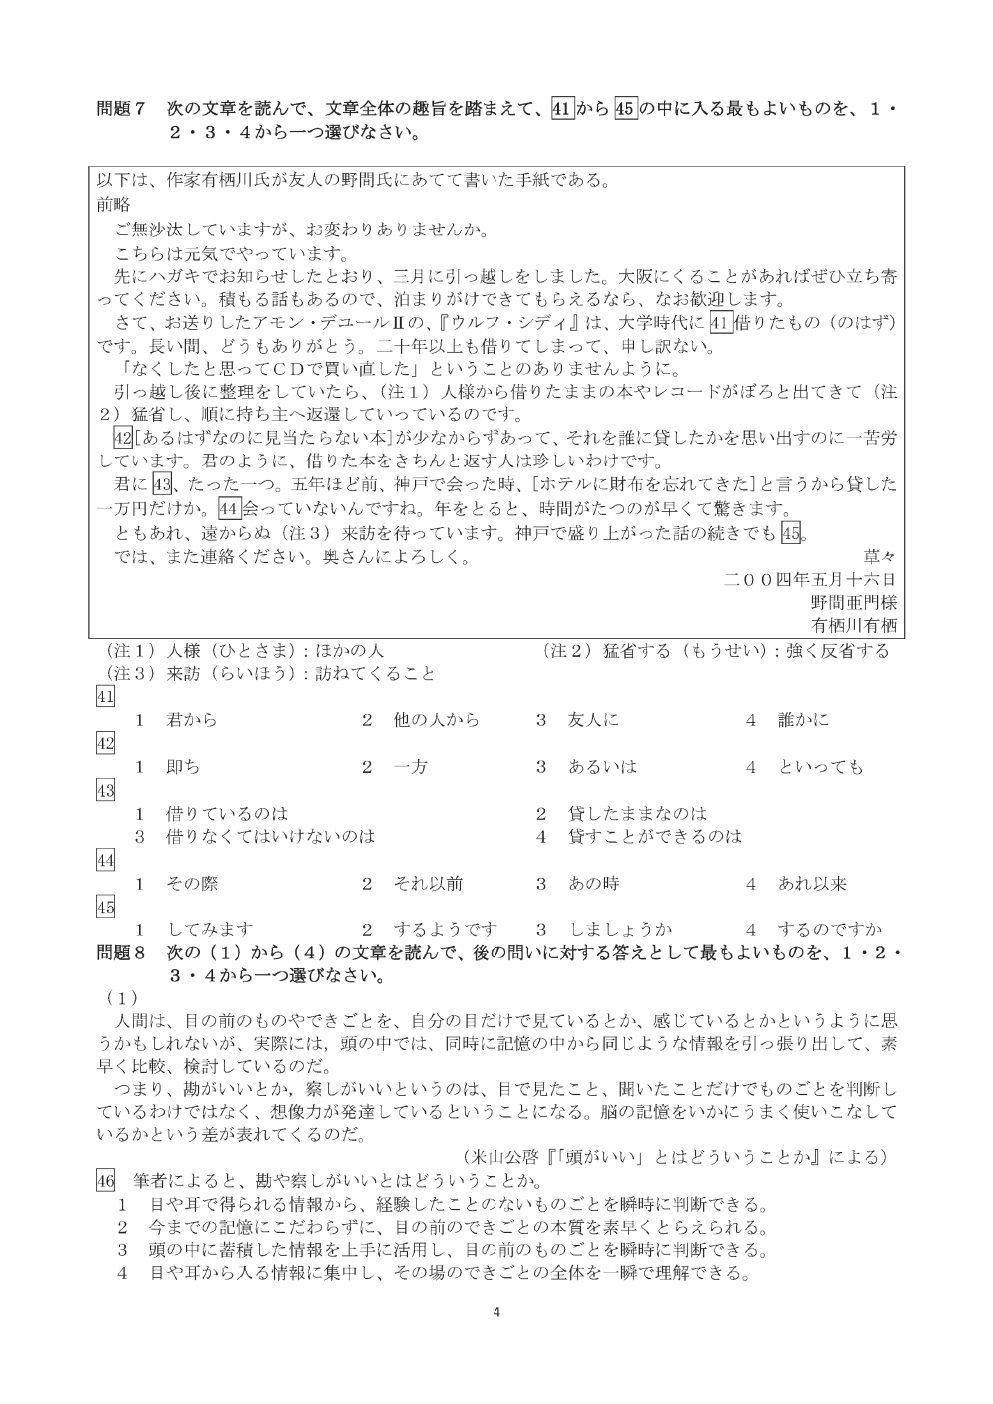 問題７　次の文章を読んで、文章全体の趣旨を踏まえて、41から45の中に入る最もよいものを、１・
２・３・４から一つ選びなさい。
以下は、作家有栖川氏が友人の野間氏にあてて書いた手紙である。
前略
ご無沙汰していますが、お変わりありませんか。
こちらは元気でやっています。
先にハガキでお知らせしたとおり、三月に引っ越しをしました。大阪にくることがあればぜひ立ち寄
ってください。積もる話もあるので、泊まりがけできてもらえるなら、なお歓迎します。
さて、お送りしたアモン・デュールⅡの、『ウルフ・シディ』は、大学時代に41借りたもの（のはず）
です。長い間、どうもありがとう。二十年以上も借りてしまって、申し訳ない。
「なくしたと思ってＣＤで買い直した」ということのありませんように。
引っ越し後に整理をしていたら、（注１）人様から借りたままの本やレコードがぼろと出てきて（注
２）猛省し、順に持ち主へ返還していっているのです。
42[あるはずなのに見当たらない本]が少なからずあって、それを誰に貸したかを思い出すのに一苦労
しています。君のように、借りた本をきちんと返す人は珍しいわけです。
君に43、たった一つ。五年ほど前、神戸で会った時、[ホテルに財布を忘れてきた]と言うから貸した
一万円だけか。44会っていないんですね。年をとると、時間がたつのが早くて驚きます。
ともあれ、遠からぬ（注３）来訪を待っています。神戸で盛り上がった話の続きでも45。
では、また連絡ください。奥さんによろしく。　草々
二００四年五月十六日
野間亜門様
有栖川有栖
（注１）人様（ひとさま）：ほかの人　（注２）猛省する（もうせい）：強く反省する
（注３）来訪（らいほう）：訪ねてくること
41
１　君から　２　他の人から　３　友人に　４　誰かに
42
１　即ち　２　一方　３　あるいは　４　といっても
43
１　借りているのは　２　貸したままなのは
３　借りなくてはいけないのは　４　貸すことができるのは
44
１　その際　２　それ以前　３　あの時　４　あれ以来
45
１　してみます　２　するようです　３　しましょうか　４　するのですか
問題８　次の（１）から（４）の文章を読んで、後の問いに対する答えとして最もよいものを、１・２・
３・４から一つ選びなさい。
（１）
人間は、目の前のものやできごとを、自分の目だけで見ているとか、感じているとかというように思
うかもしれないが、実際には，頭の中では、同時に記憶の中から同じような情報を引っ張り出して、素
早く比較、検討しているのだ。
つまり、勘がいいとか，察しがいいというのは、目で見たこと、聞いたことだけでものごとを判断し
ているわけではなく、想像力が発達しているということになる。脳の記憶をいかにうまく使いこなして
いるかという差が表れてくるのだ。
（米山公啓『「頭がいい」とはどういうことか』による）
46　筆者によると、勘や察しがいいとはどういうことか。
１　目や耳で得られる情報から、経験したことのないものごとを瞬時に判断できる。
２　今までの記憶にこだわらずに、目の前のできごとの本質を素早くとらえられる。
３　頭の中に蓄積した情報を上手に活用し、目の前のものごとを瞬時に判断できる。
４　目や耳から入る情報に集中し、その場のできごとの全体を一瞬で理解できる。
4